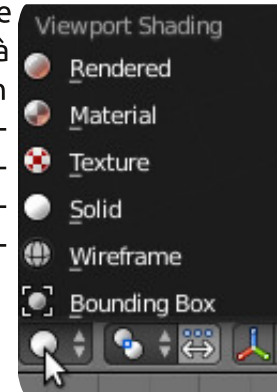 e
à
n
-
-
-
-
Viewport Shading
Rendered
Material
Texture
Solid
Wireframe
Bounding Box